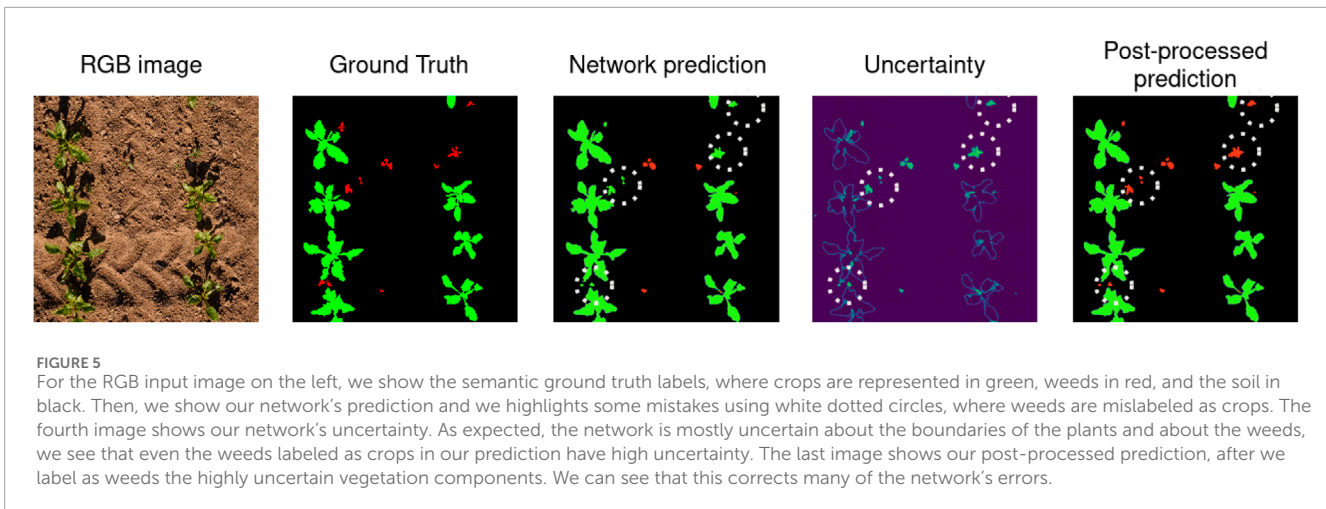 RGB image
Ground Truth
Network prediction
Uncertainty
Post-processed
prediction
FIGURE 5
For the RGB input image on the left, we show the semantic ground truth labels, where crops are represented in green, weeds in red, and the soil in
black. Then, we show our network's prediction and we highlights some mistakes using white dotted circles, where weeds are mislabeled as crops. The
fourth image shows our network's uncertainty. As expected, the network is mostly uncertain about the boundaries of the plants and about the weeds,
we see that even the weeds labeled as crops in our prediction have high uncertainty. The last image shows our post-processed prediction, after we
label as weeds the highly uncertain vegetation components. We can see that this corrects many of the network's errors.